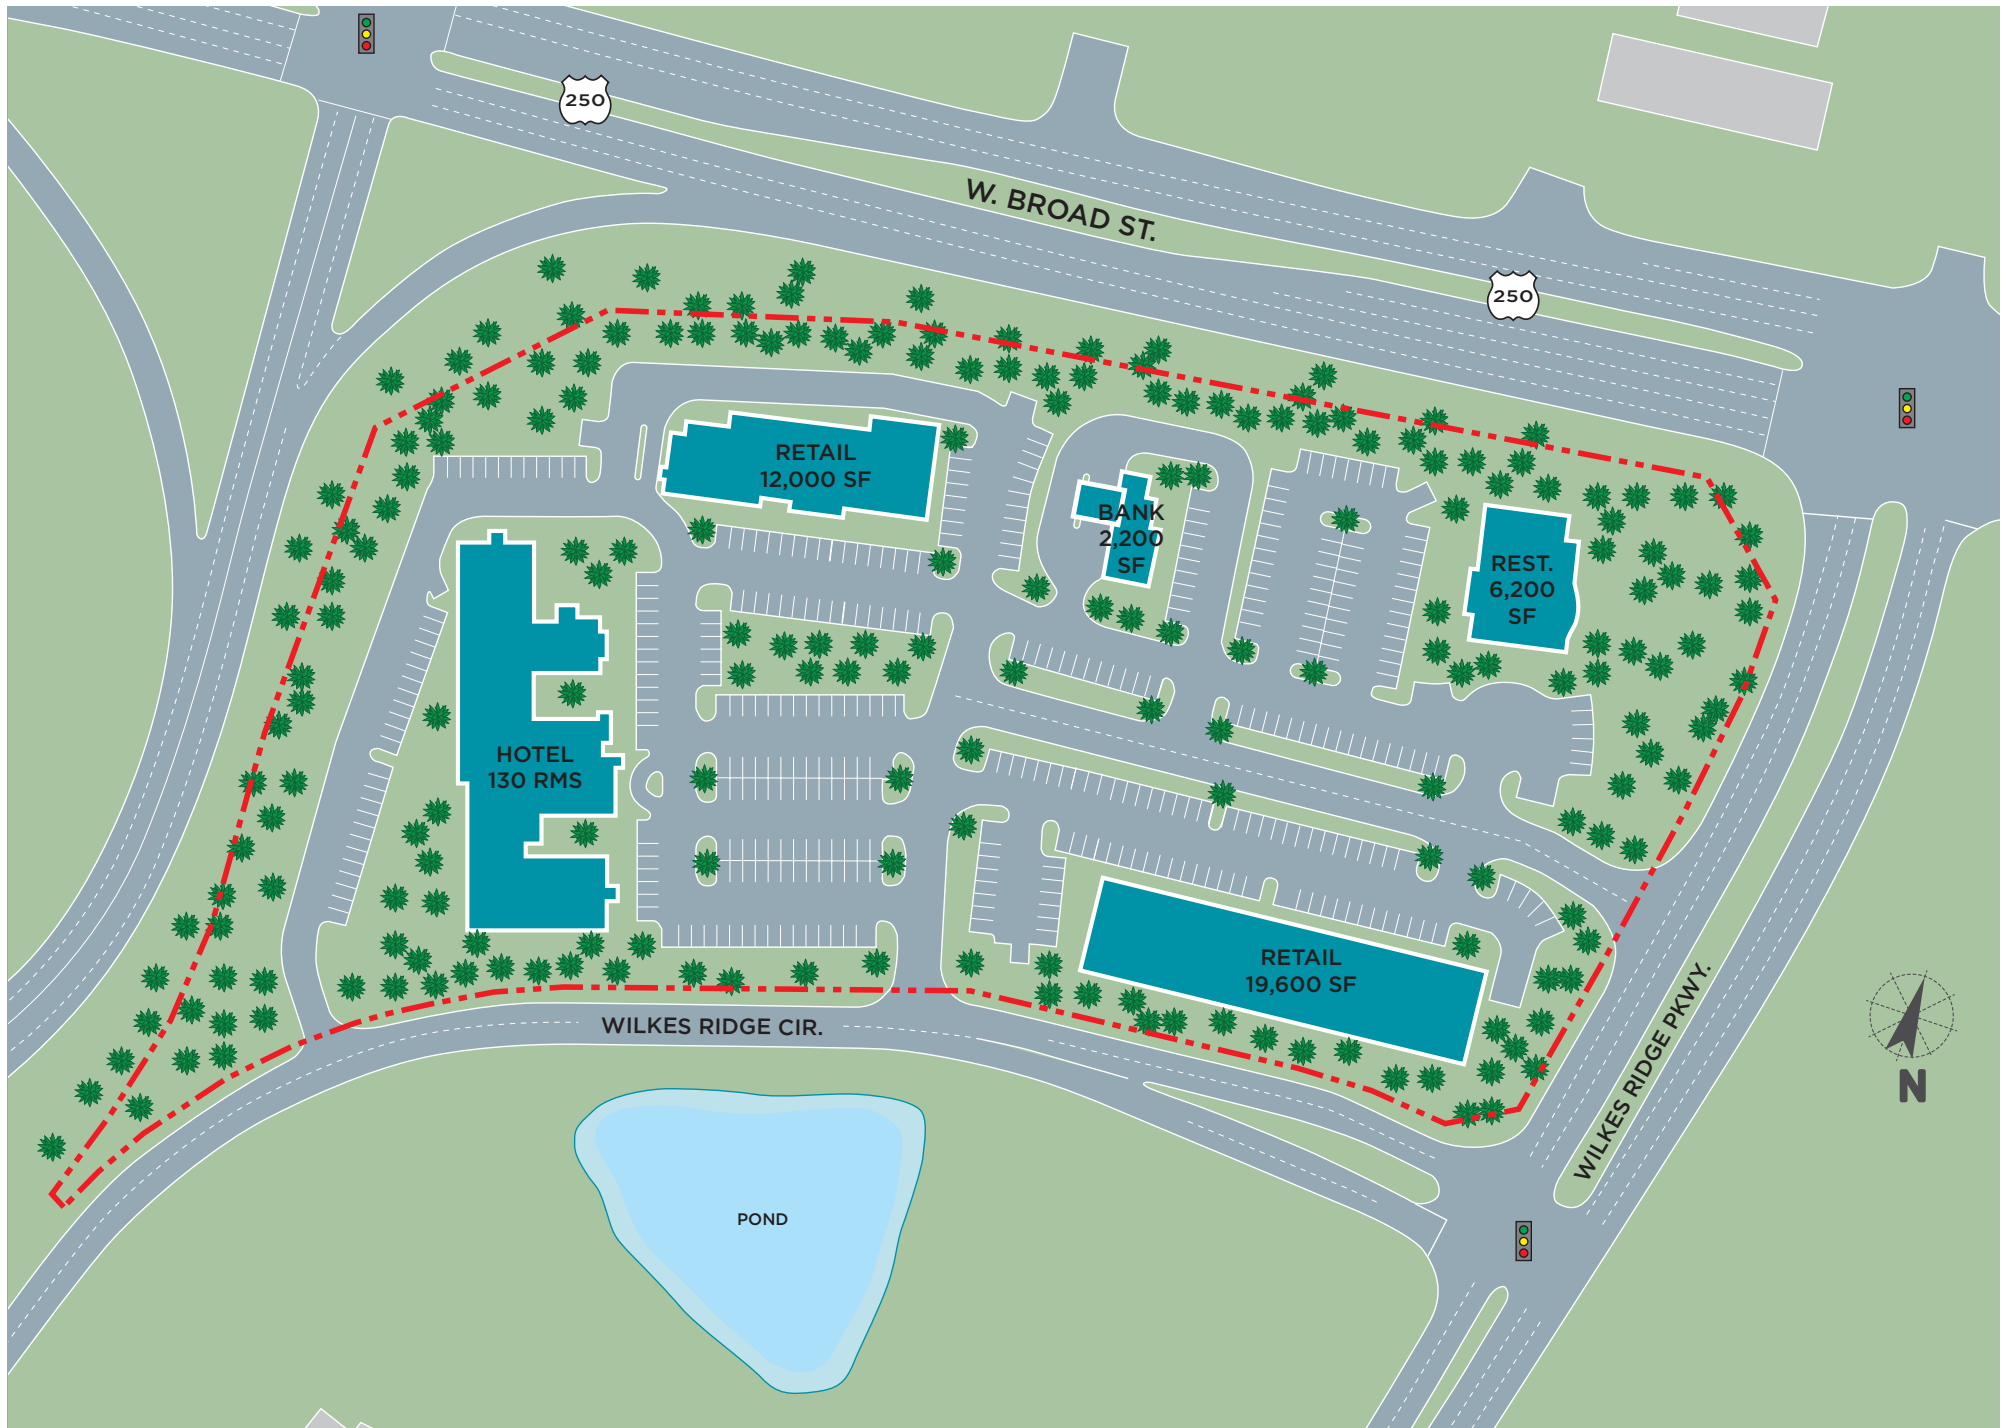 250
W. BROAD ST.
250
RETAIL
12,000 SF
BANK
2,200
SF
REST.
6,200
SF
HOTEL
130 RMS
RETAIL
19,600 SF
WILKES RIDGE CIR.
WILKES RIDGE PKWY.
N
POND